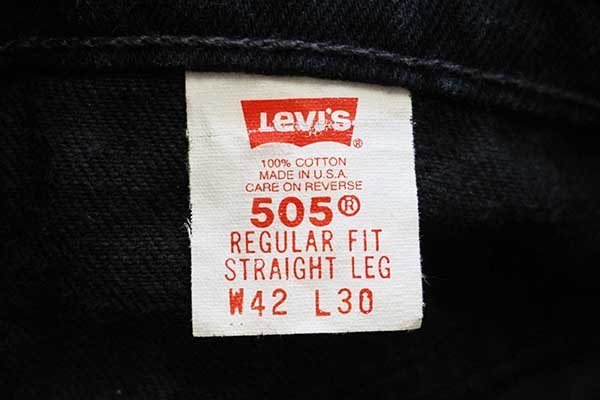 Levi's ®
100% COTTON
MADE IN U.S.A.
CARE ON REVERSE
505®
REGULAR FIT
STRAIGHT LEG
W42 L30